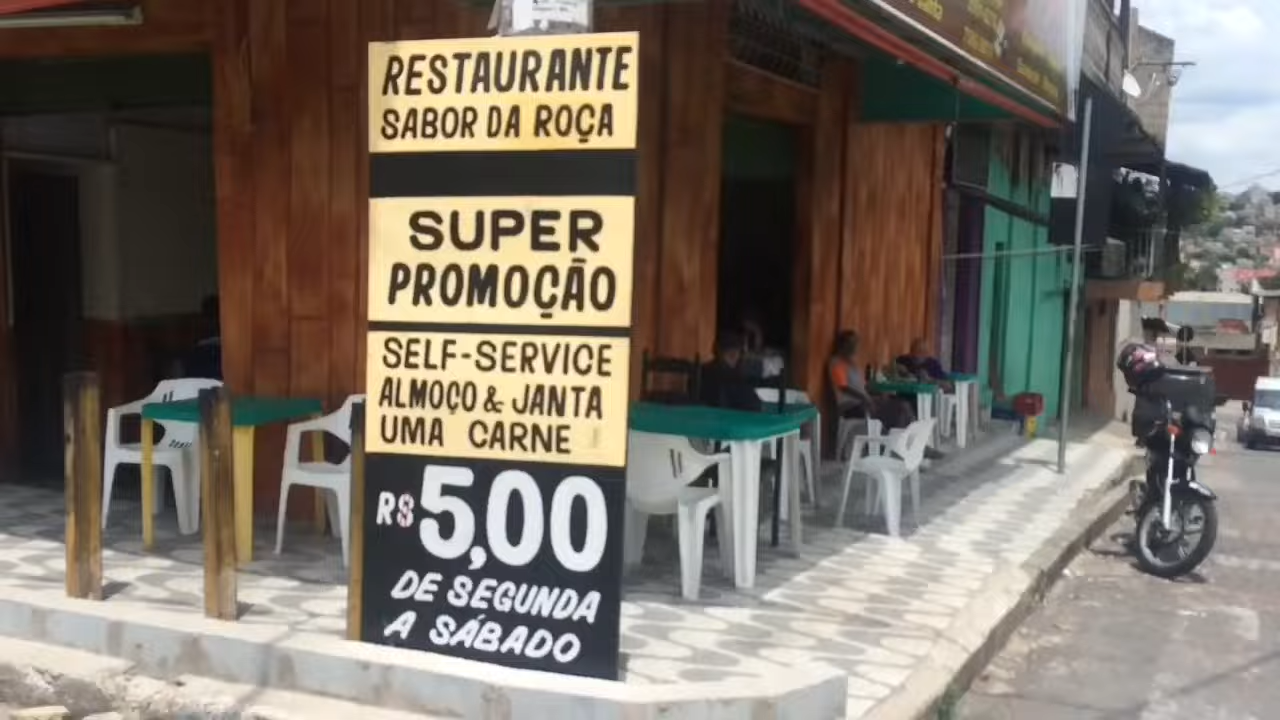 RESTAURANTE
SABOR DA ROÇA
SUPER
PROMOÇÃO
SELF-SERVICE
ALMOÇO & JANTA
UMA CARNE
R$5,00
DE SEGUNDA
A SÁBADO